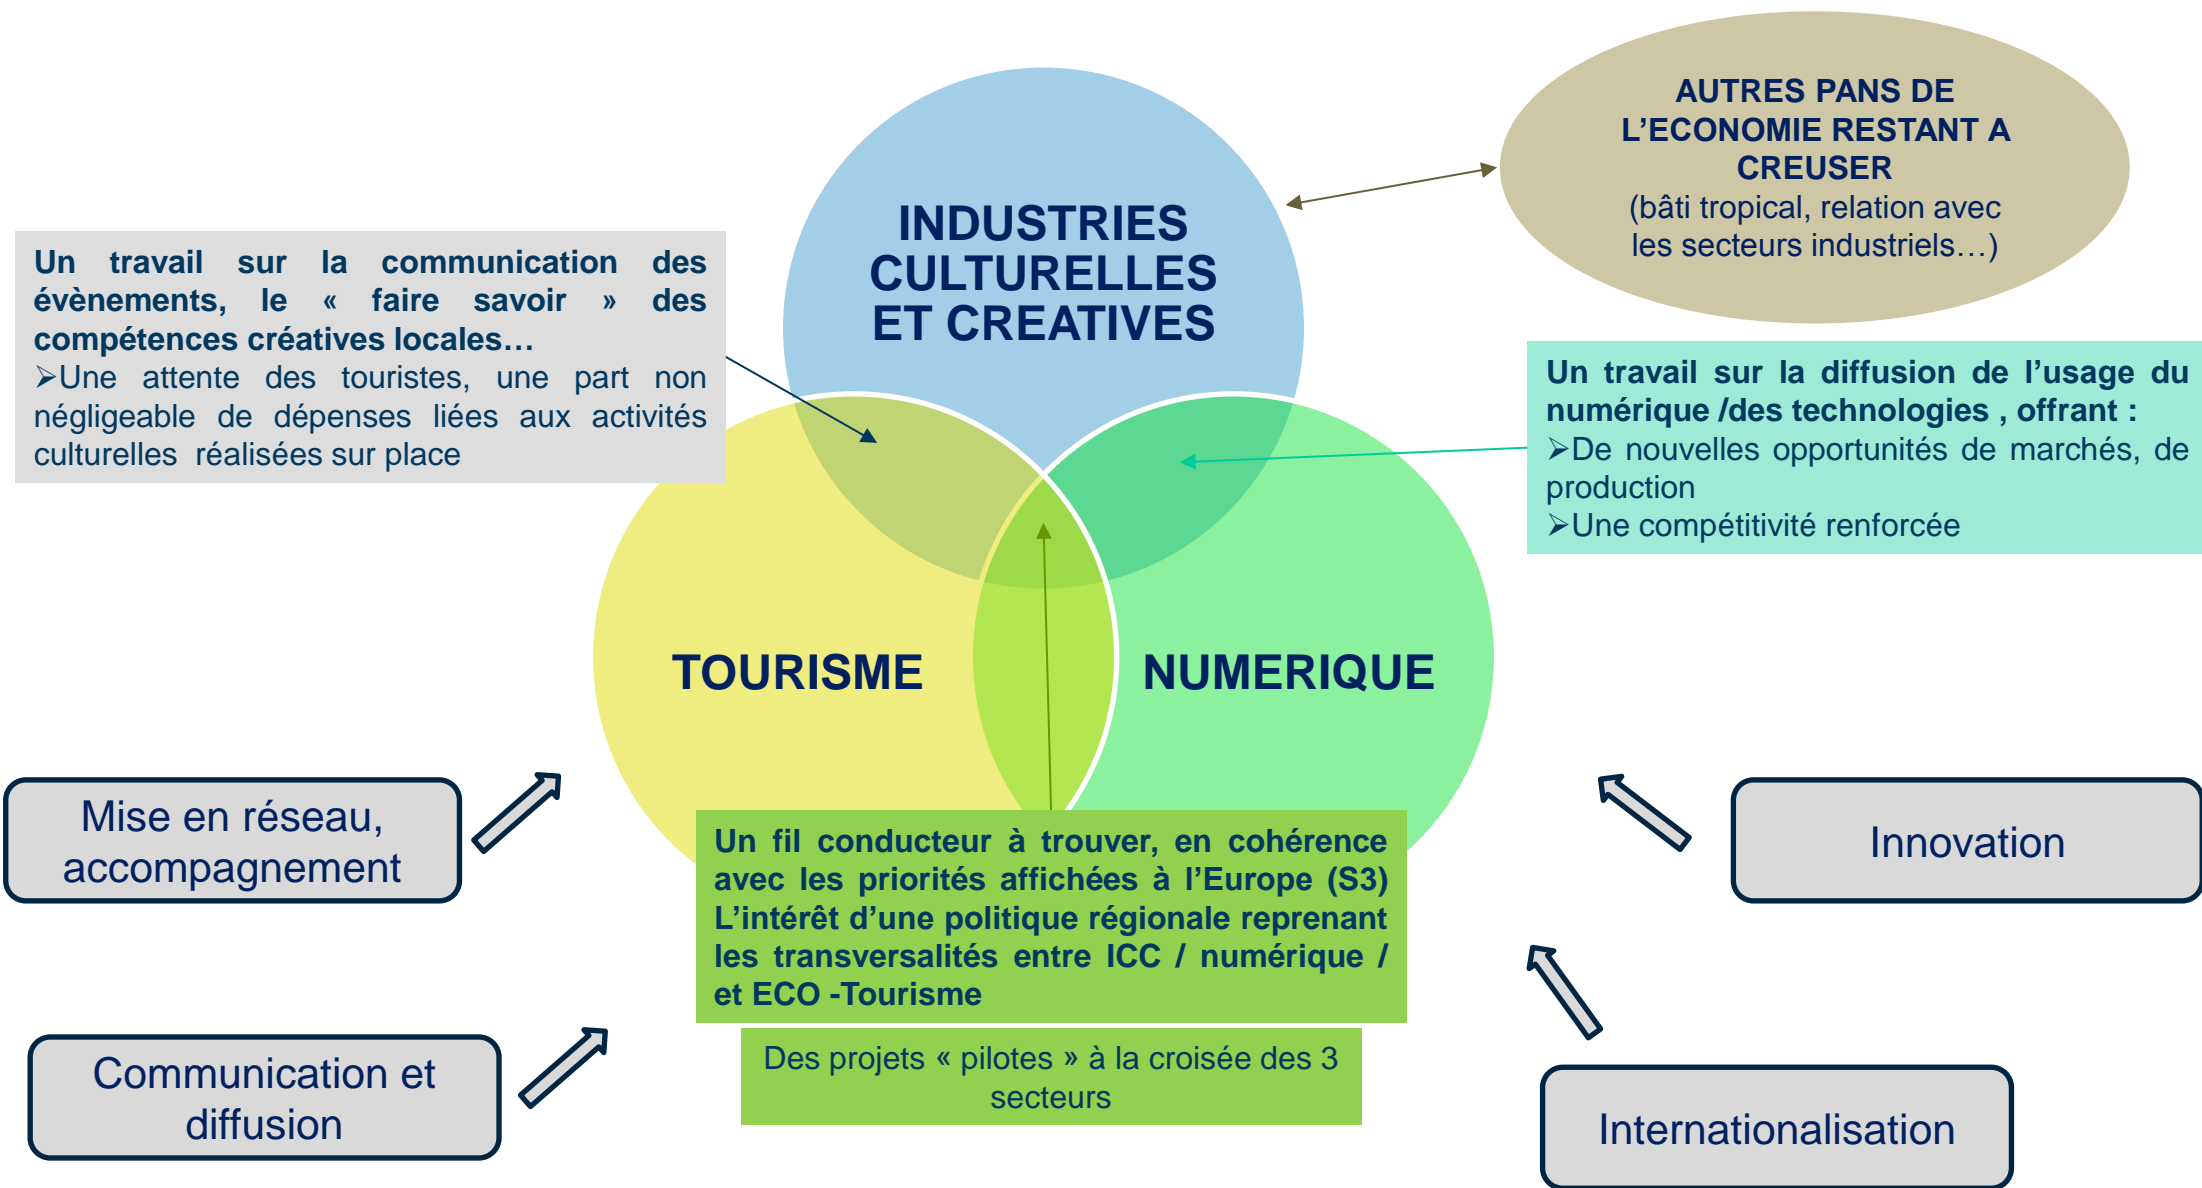 AUTRES PANS DE
L’ECONOMIE RESTANT A
CREUSER
(bâti tropical, relation avec
les secteurs industriels…)
INDUSTRIES
CULTURELLES
ET CREATIVES
Un travail sur la communication des
évènements, le « faire savoir » des
compétences créatives locales…
➢Une attente des touristes, une part non
négligeable de dépenses liées aux activités
culturelles réalisées sur place
Un travail sur la diffusion de l’usage du
numérique /des technologies , offrant :
➢De nouvelles opportunités de marchés, de
production
➢Une compétitivité renforcée
TOURISME
NUMERIQUE
Mise en réseau,
accompagnement
Innovation
Un fil conducteur à trouver, en cohérence
avec les priorités affichées à l’Europe (S3)
L’intérêt d’une politique régionale reprenant
les transversalités entre ICC / numérique /
et ECO -Tourisme
Des projets « pilotes » à la croisée des 3
secteurs
Communication et
diffusion
Internationalisation